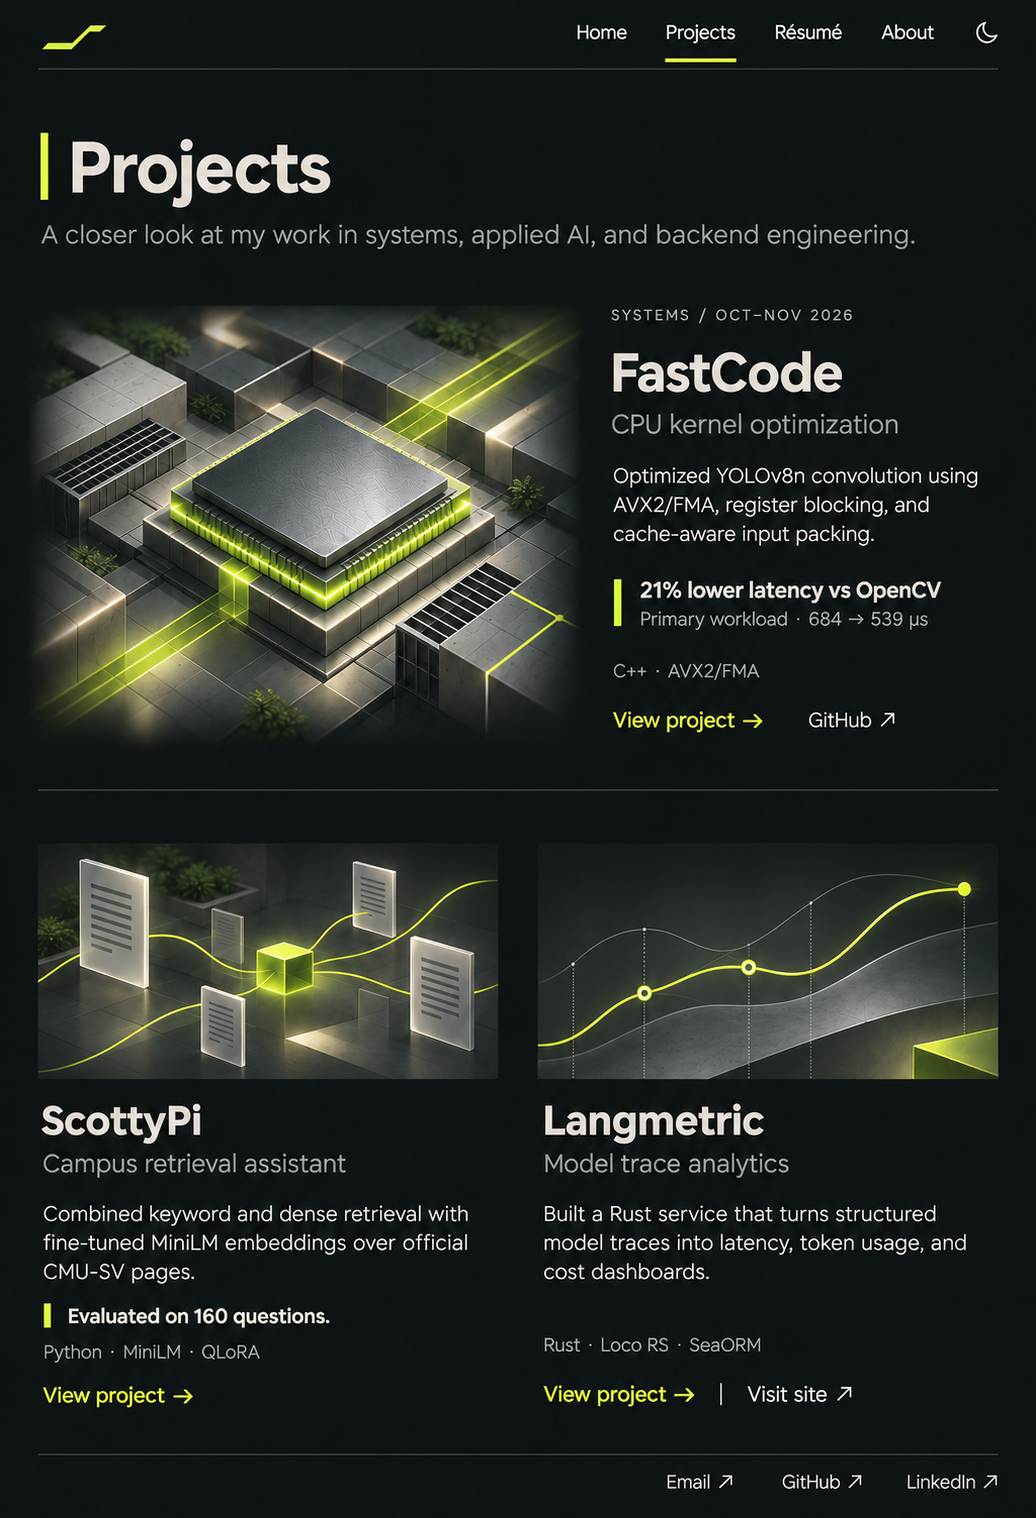 Home Projects Résumé About
Projects
A closer look at my work in systems, applied AI, and backend engineering.
SYSTEMS / OCT–NOV 2026
FastCode
CPU kernel optimization
Optimized YOLOv8n convolution using
AVX2/FMA, register blocking, and
cache-aware input packing.
21% lower latency vs OpenCV
Primary workload · 684 → 539 µs
C++ · AVX2/FMA
View project → GitHub ↗
ScottyPi
Campus retrieval assistant
Combined keyword and dense retrieval with
fine-tuned MiniLM embeddings over official
CMU-SV pages.
Evaluated on 160 questions.
Python · MiniLM · QLoRA
View project →
Langmetric
Model trace analytics
Built a Rust service that turns structured
model traces into latency, token usage, and
cost dashboards.
Rust · Loco RS · SeaORM
View project → | Visit site ↗
Email ↗ GitHub ↗ LinkedIn ↗